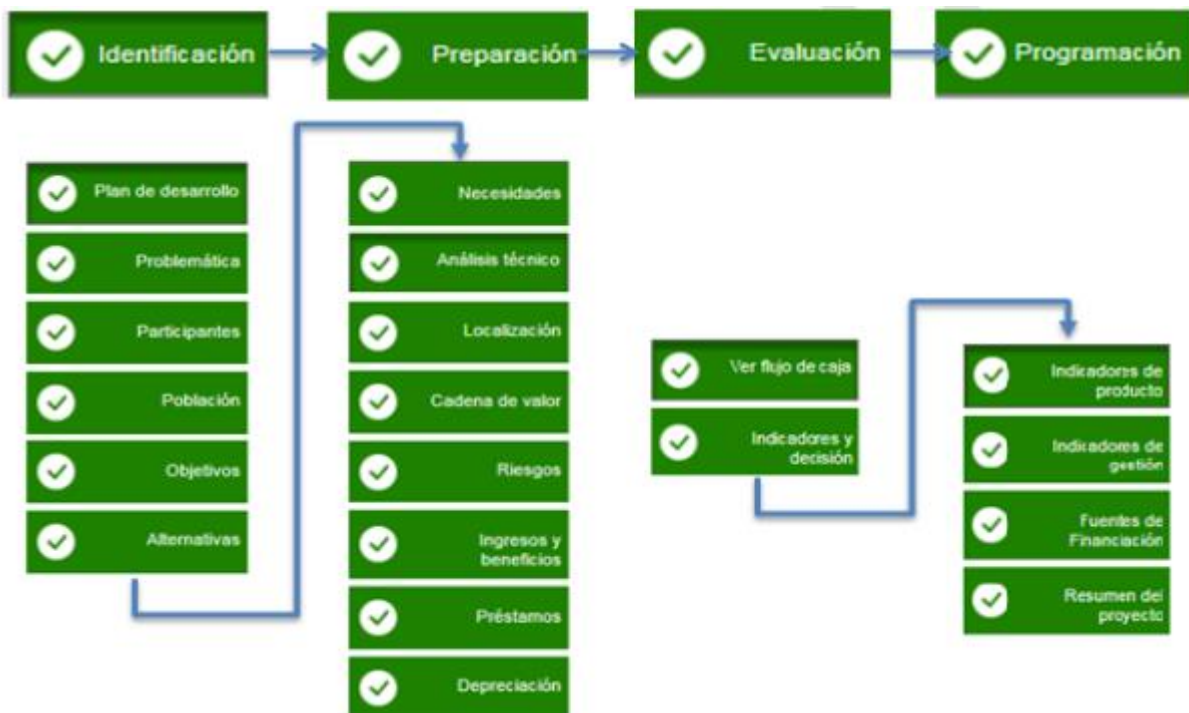 Identificación
Preparación
Evaluación
Programación
Plan de desarrollo
Problemática
Participantes
Población
Objetivos
Alternativas
Necesidades
Análisis técnico
Localización
Cadena de valor
Riesgos
Ingresos y
beneficios
Préstamos
Depreciación
Ver flujo de caja
Indicadores y
decisión
Indicadores de
producto
Indicadores de
gestión
Fuentes de
Financiación
Resumen del
proyecto